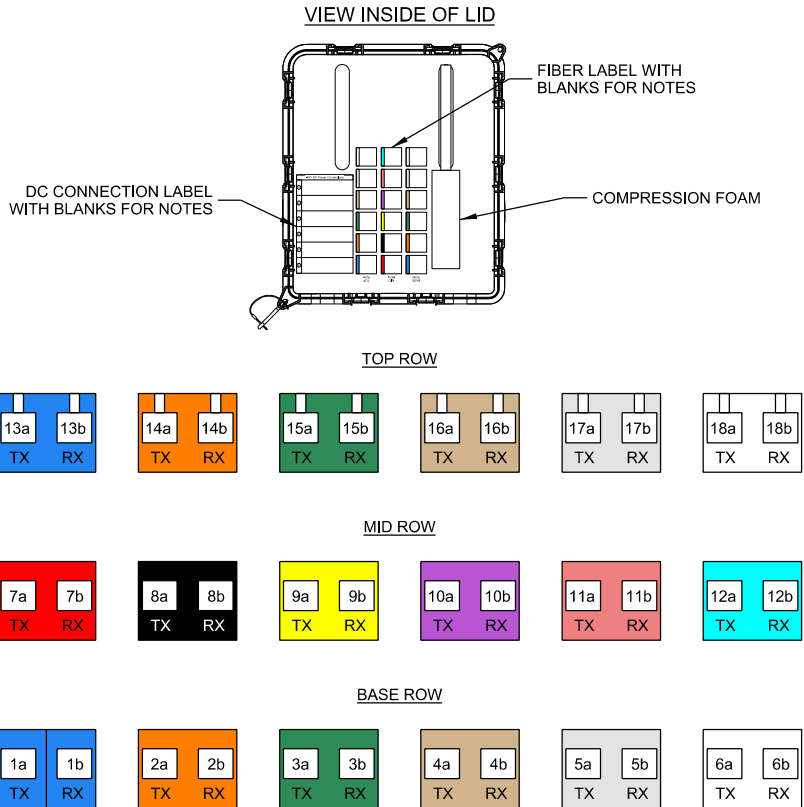 VIEW INSIDE OF LID
FIBER LABEL WITH
BLANKS FOR NOTES
DC CONNECTION LABEL
WITH BLANKS FOR NOTES
COMPRESSION FOAM
TOP ROW
13a 13b 14a 14b 15a 15b 16a 16b 17a 17b 18a 18b
TX RX TX RX TX RX TX RX TX RX TX RX
MID ROW
7a 7b 8a 8b 9a 9b 10a 10b 11a 11b 12a 12b
TX RX TX RX TX RX TX RX TX RX TX RX
BASE ROW
1a 1b 2a 2b 3a 3b 4a 4b 5a 5b 6a 6b
TX RX TX RX TX RX TX RX TX RX TX RX